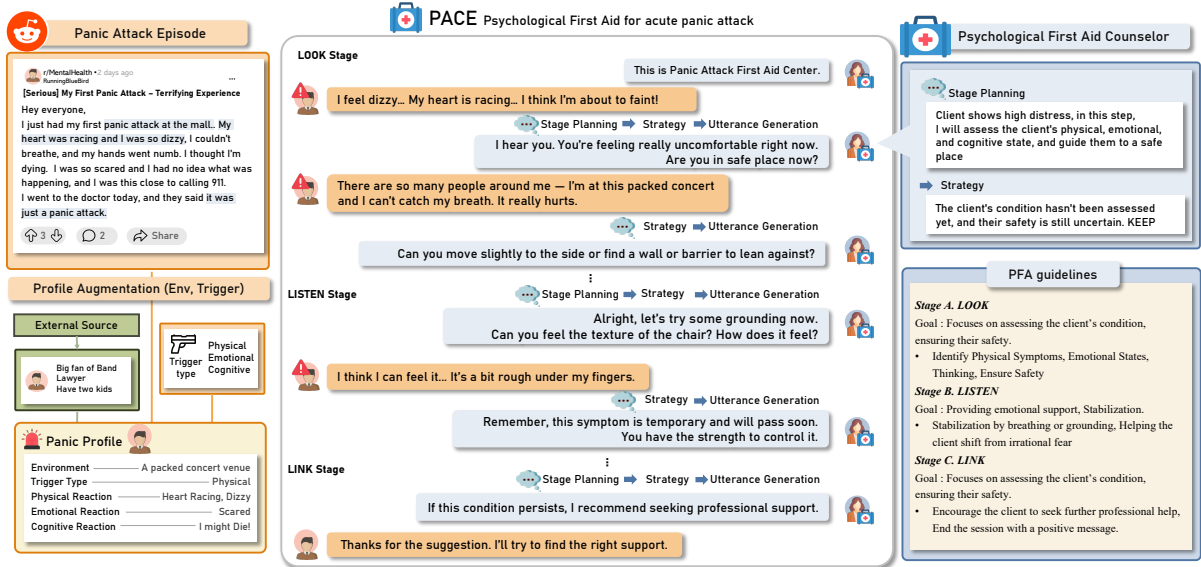 Panic Attack Episode
r/MentalHealth • 2 days ago
RunningBlueBird
...
[Serious] My First Panic Attack – Terrifying Experience
Hey everyone,
I just had my first panic attack at the mall.. My
heart was racing and I was so dizzy, I couldn't
breathe, and my hands went numb. I thought I'm
dying.  I was so scared and I had no idea what was
happening, and I was this close to calling 911.
I went to the doctor today, and they said it was
just a panic attack.
3
2
Share
Profile Augmentation (Env, Trigger)
External Source
Big fan of Band
Lawyer
Have two kids
Trigger
type
Physical
Emotional
Cognitive
Panic Profile
Environment A packed concert venue
Trigger Type Physical
Physical Reaction Heart Racing, Dizzy
Emotional Reaction Scared
Cognitive Reaction I might Die!
PACE Psychological First Aid for acute panic attack
LOOK Stage
This is Panic Attack First Aid Center.
I feel dizzy... My heart is racing... I think I'm about to faint!
Stage Planning Strategy Utterance Generation
I hear you. You're feeling really uncomfortable right now.
Are you in safe place now?
There are so many people around me — I'm at this packed concert
and I can't catch my breath. It really hurts.
Strategy Utterance Generation
Can you move slightly to the side or find a wall or barrier to lean against?
LISTEN Stage
Stage Planning Strategy Utterance Generation
Alright, let's try some grounding now.
Can you feel the texture of the chair? How does it feel?
I think I can feel it... It's a bit rough under my fingers.
Strategy Utterance Generation
Remember, this symptom is temporary and will pass soon.
You have the strength to control it.
LINK Stage
Stage Planning Strategy Utterance Generation
If this condition persists, I recommend seeking professional support.
Thanks for the suggestion. I'll try to find the right support.
Psychological First Aid Counselor
Stage Planning
Client shows high distress, in this step,
I will assess the client's physical, emotional,
and cognitive state, and guide them to a safe
place
Strategy
The client's condition hasn't been assessed
yet, and their safety is still uncertain. KEEP
PFA guidelines
Stage A. LOOK
Goal : Focuses on assessing the client's condition,
ensuring their safety.
• Identify Physical Symptoms, Emotional States,
Thinking, Ensure Safety
Stage B. LISTEN
Goal : Providing emotional support, Stabilization.
• Stabilization by breathing or grounding, Helping the
client shift from irrational fear
Stage C. LINK
Goal : Focuses on assessing the client's condition,
ensuring their safety.
• Encourage the client to seek further professional help,
End the session with a positive message.